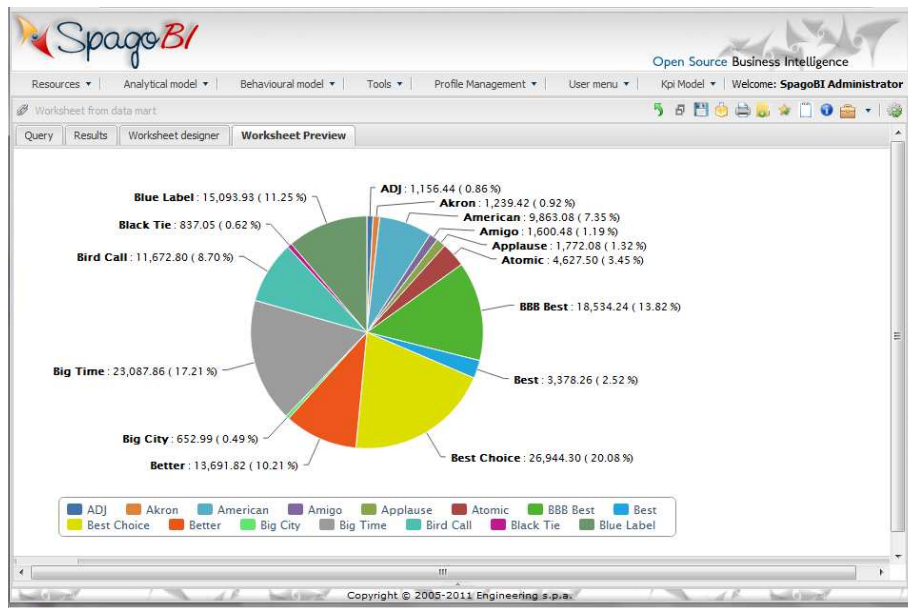 SpagoBI
Open Source Business Intelligence
Resources Analytical model Behavioural model Tools Profile Management User menu Kpi Model Welcome: SpagoBI Administrator
Worksheet from data mart
Query Results Worksheet designer Worksheet Preview
ADJ : 1,156.44 ( 0.86 %)
Blue Label : 15,093.93 ( 11.25 %)
Akron : 1,239.42 ( 0.92 %)
American : 9,863.08 ( 7.35 %)
Black Tie : 837.05 ( 0.62 %)
Amigo : 1,600.48 ( 1.19 %)
Applause : 1,772.08 ( 1.32 %)
Bird Call : 11,672.80 ( 8.70 %)
Atomic : 4,627.50 ( 3.45 %)
BBB Best : 18,534.24 ( 13.82 %)
Big Time : 23,087.86 ( 17.21 %)
Best : 3,378.26 ( 2.52 %)
Big City : 652.99 ( 0.49 %)
Best Choice : 26,944.30 ( 20.08 %)
Better : 13,691.82 ( 10.21 %)
ADJ Akron American Amigo Applause Atomic BBB Best Best
Best Choice Better Big City Big Time Bird Call Black Tie Blue Label
Copyright © 2005-2011 Engineering s.p.a.